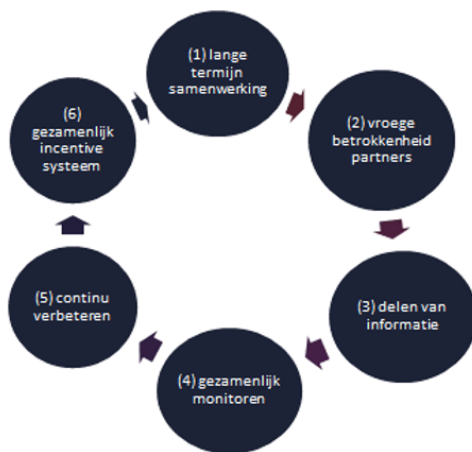 (1) lange
termijn
samenwerking
(2) vroege
betrokkenheid
partners
(3) delen van
informatie
(4) gezamenlijk
monitoren
(5) continu
verbeteren
(6)
gezamenlijk
incentive
systeem